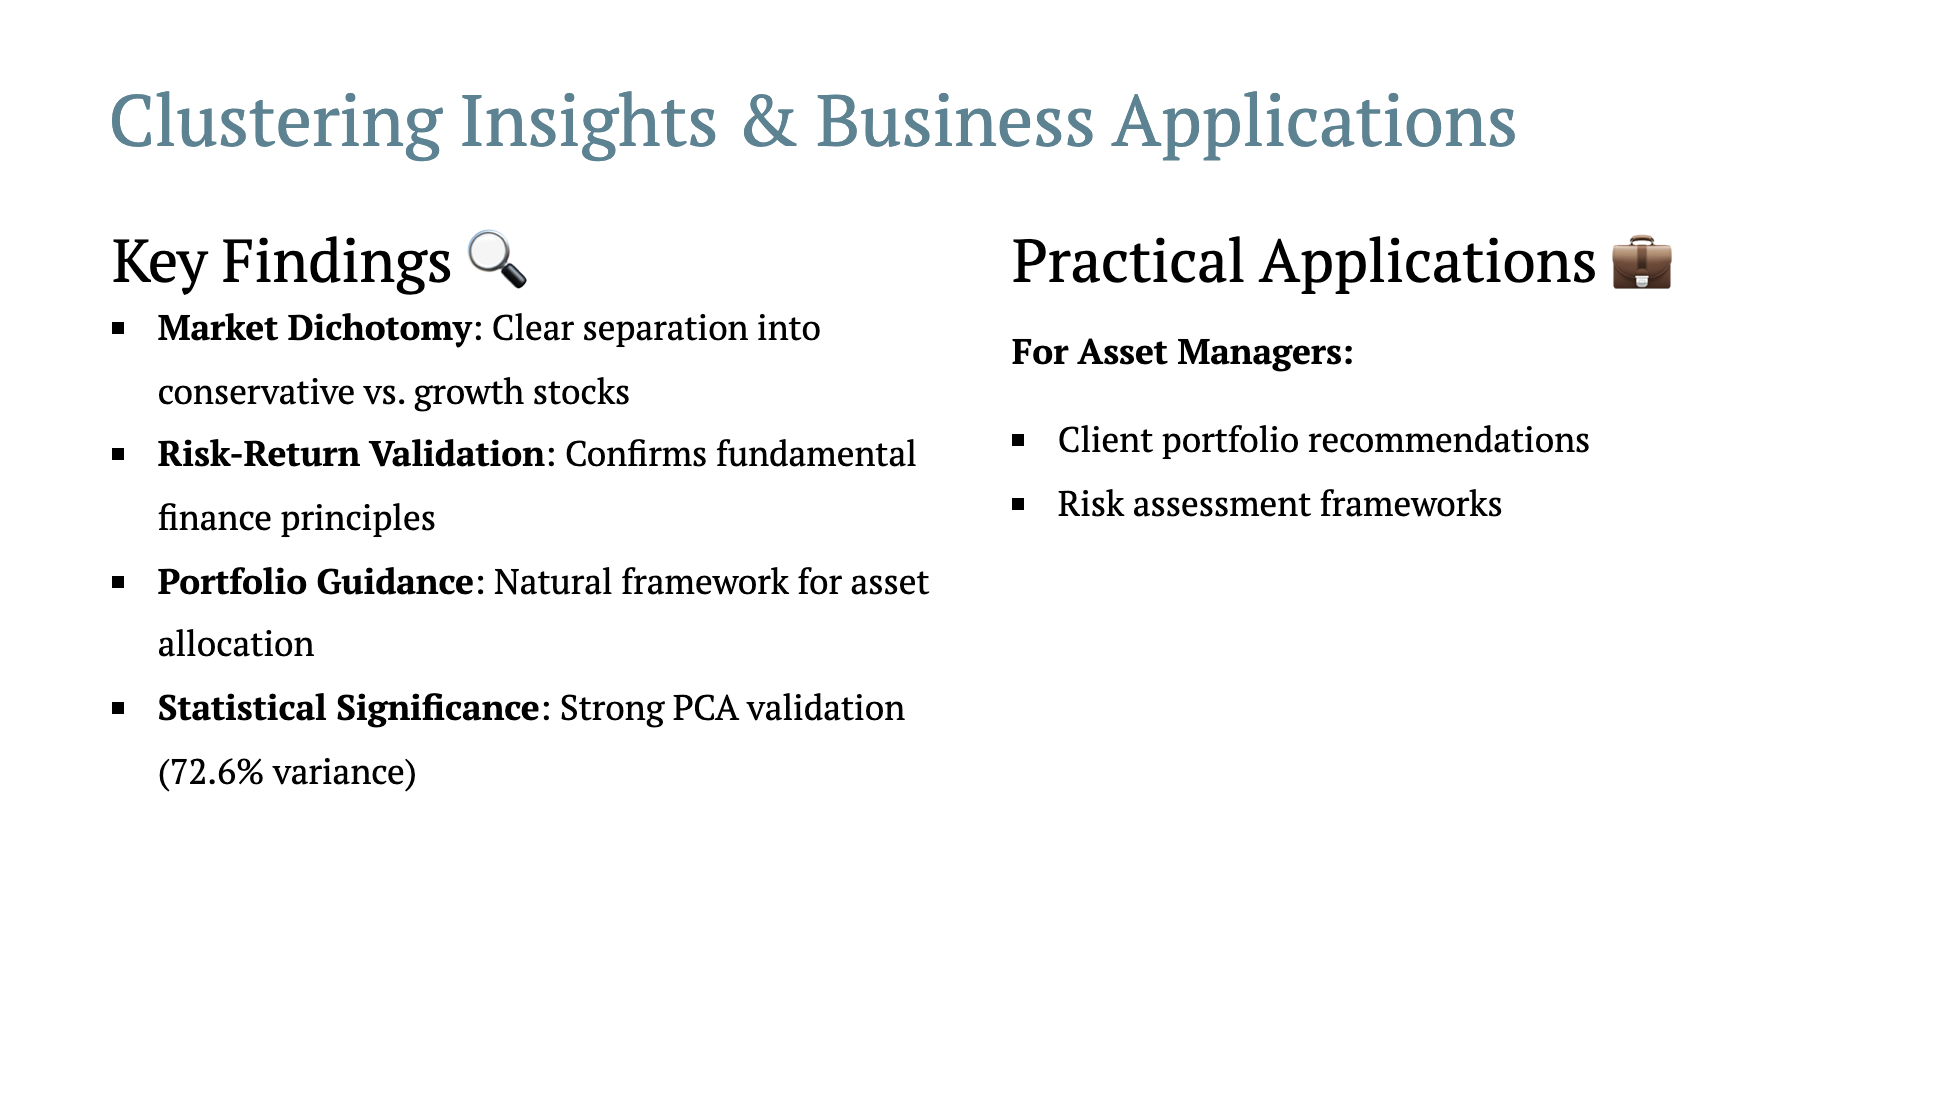 Clustering Insights & Business Applications
Key Findings 🔍
▪ Market Dichotomy: Clear separation into
conservative vs. growth stocks
▪ Risk-Return Validation: Confirms fundamental
finance principles
▪ Portfolio Guidance: Natural framework for asset
allocation
▪ Statistical Significance: Strong PCA validation
(72.6% variance)
Practical Applications 💼
For Asset Managers:
▪ Client portfolio recommendations
▪ Risk assessment frameworks